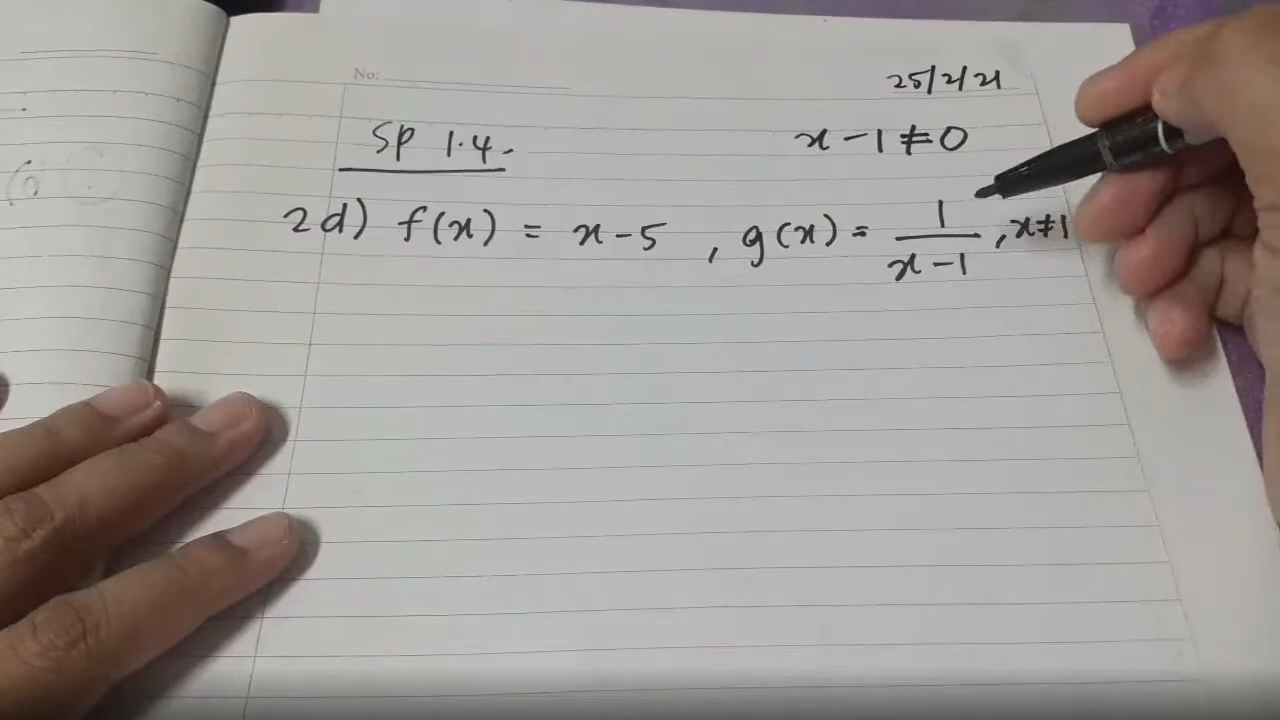 No:
25/2/21
SP 1.4.
x - 1 ≠ 0
2d) f(x) = x - 5 , g(x) = 1/(x - 1) , x ≠ 1